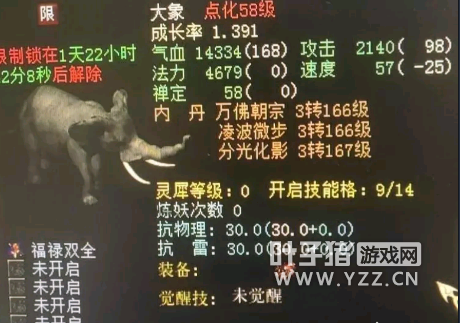 限
大象 点化58级
成长率 1.391
限制锁在1天22小时
2分8秒后解除
气血 14334(168) 攻击 2140( 98)
法力 4679( 0) 速度 57( -25)
禅定 58( 0)
内 丹 万佛朝宗 3转166级
凌波微步 3转166级
分光化影 3转167级
灵犀等级：0 开启技能格：9/14
炼妖次数 0
抗物理：30.0(30.0+0.0)
抗 雷：30.0(30.0
装备：
觉醒技： 未觉醒
福禄双全
未开启
未开启
未开启
未开启
叶子猪游戏网
WWW.YZZ.CN